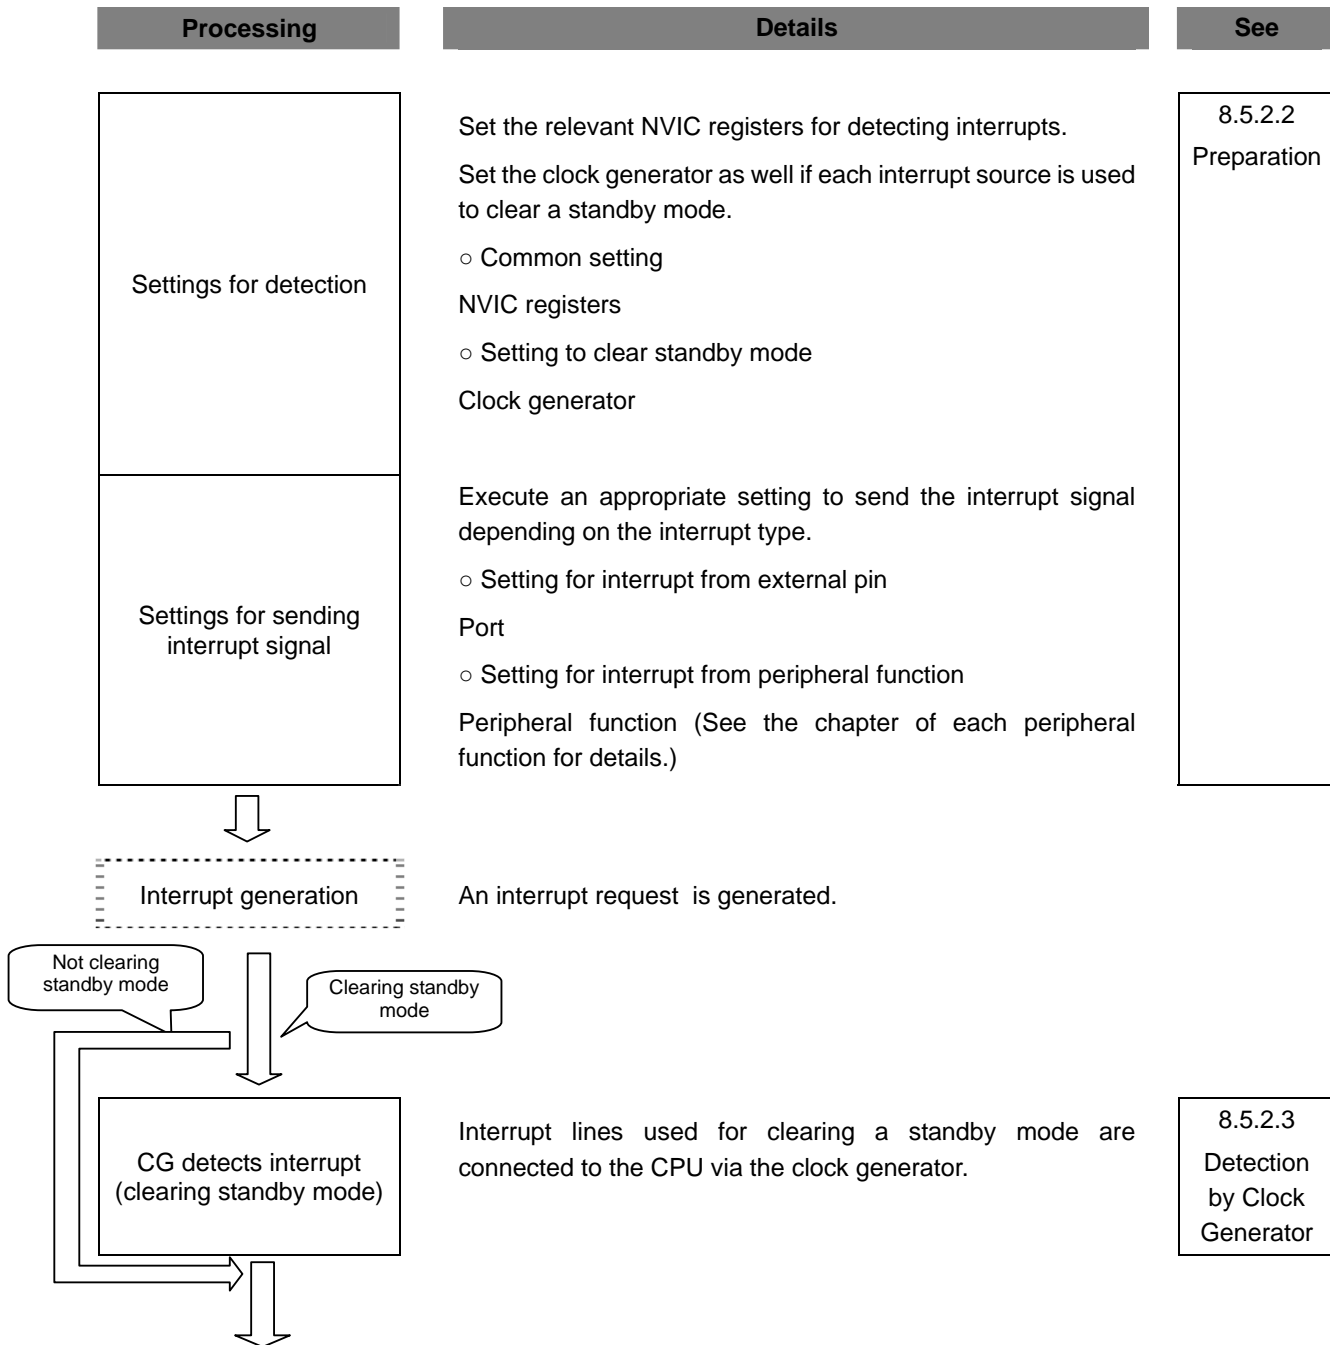 Processing
Details
See
Settings for detection
Set the relevant NVIC registers for detecting interrupts.
Set the clock generator as well if each interrupt source is used
to clear a standby mode.
○ Common setting
NVIC registers
○ Setting to clear standby mode
Clock generator
8.5.2.2
Preparation
Settings for sending
interrupt signal
Execute an appropriate setting to send the interrupt signal
depending on the interrupt type.
○ Setting for interrupt from external pin
Port
○ Setting for interrupt from peripheral function
Peripheral function (See the chapter of each peripheral
function for details.)
Interrupt generation
An interrupt request is generated.
Not clearing
standby mode
Clearing standby
mode
CG detects interrupt
(clearing standby mode)
Interrupt lines used for clearing a standby mode are
connected to the CPU via the clock generator.
8.5.2.3
Detection
by Clock
Generator